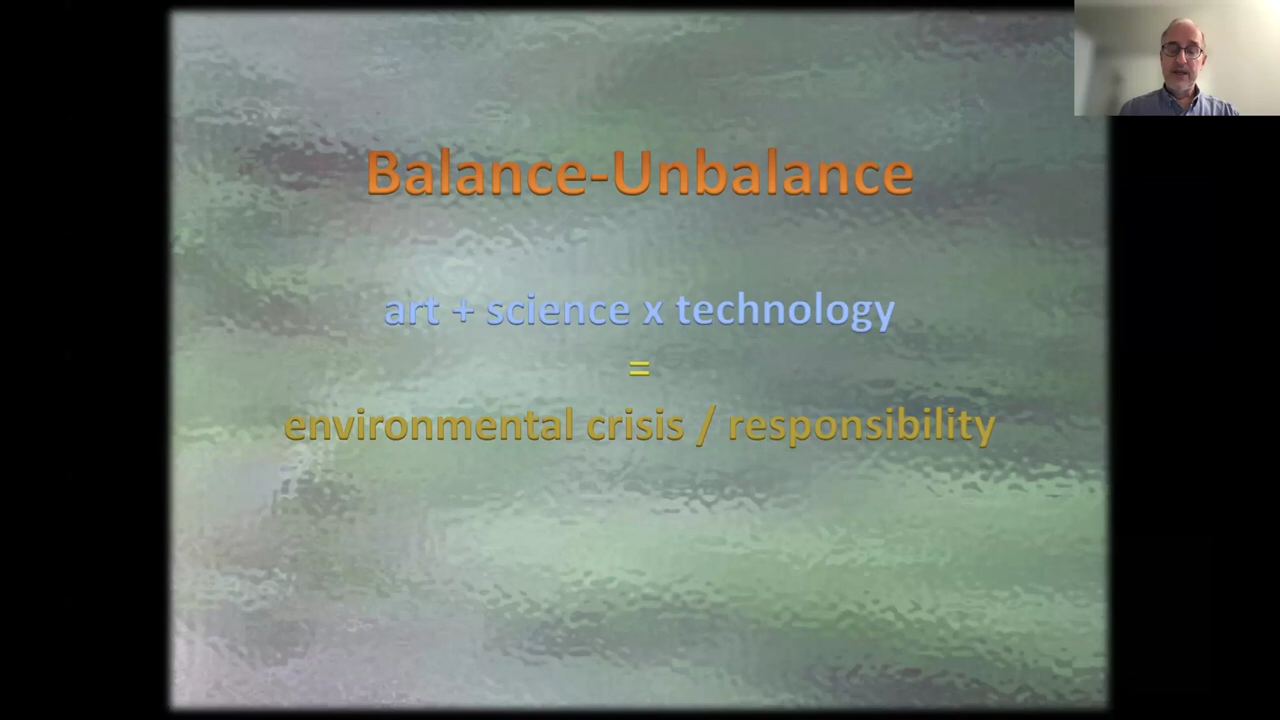 Balance-Unbalance
art + science x technology
=
environmental crisis / responsibility